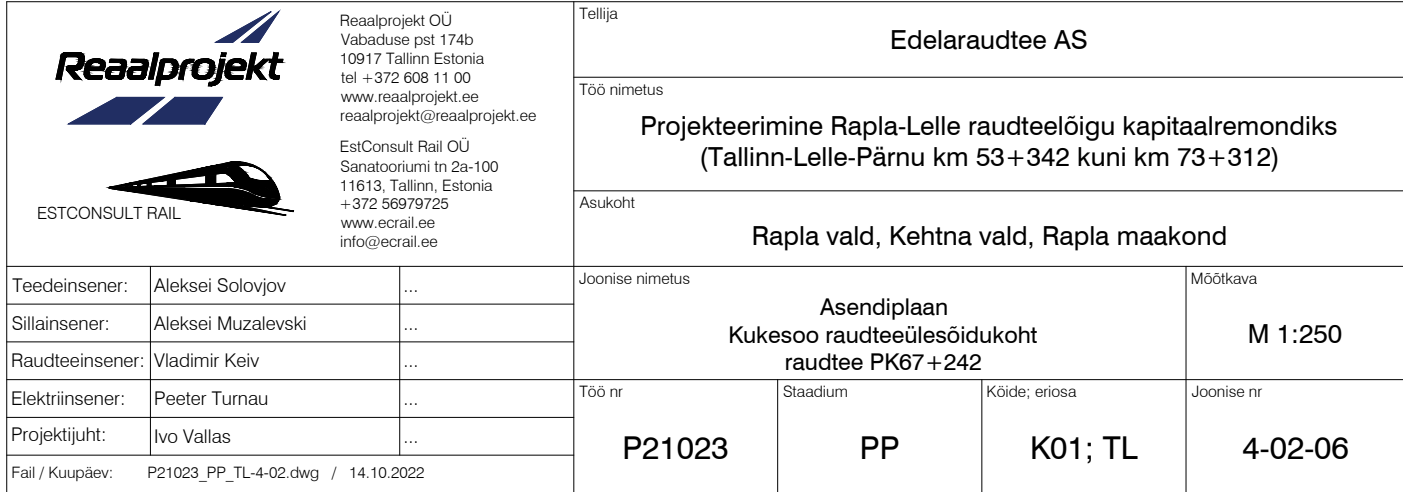 Reaalprojekt
Reaalprojekt OÜ
Vabaduse pst 174b
10917 Tallinn Estonia
tel +372 608 11 00
www.reaalprojekt.ee
reaalprojekt@reaalprojekt.ee
ESTCONSULT RAIL
EstConsult Rail OÜ
Sanatooriumi tn 2a-100
11613, Tallinn, Estonia
+372 56979725
www.ecrail.ee
info@ecrail.ee
Tellija
Edelaraudtee AS
Töö nimetus
Projekteerimine Rapla-Lelle raudteelõigu kapitaalremondiks
(Tallinn-Lelle-Pärnu km 53+342 kuni km 73+312)
Asukoht
Rapla vald, Kehtna vald, Rapla maakond
Teedeinsener: Aleksei Solovjov ...
Sillainsener: Aleksei Muzalevski ...
Raudteeinsener: Vladimir Keiv ...
Elektriinsener: Peeter Turnau ...
Projektijuht: Ivo Vallas ...
Fail / Kuupäev: P21023_PP_TL-4-02.dwg / 14.10.2022
Joonise nimetus
Asendiplaan
Kukesoo raudteeülesõidukoht
raudtee PK67+242
Mõõtkava
M 1:250
Töö nr
P21023
Staadium
PP
Köide; eriosa
K01; TL
Joonise nr
4-02-06